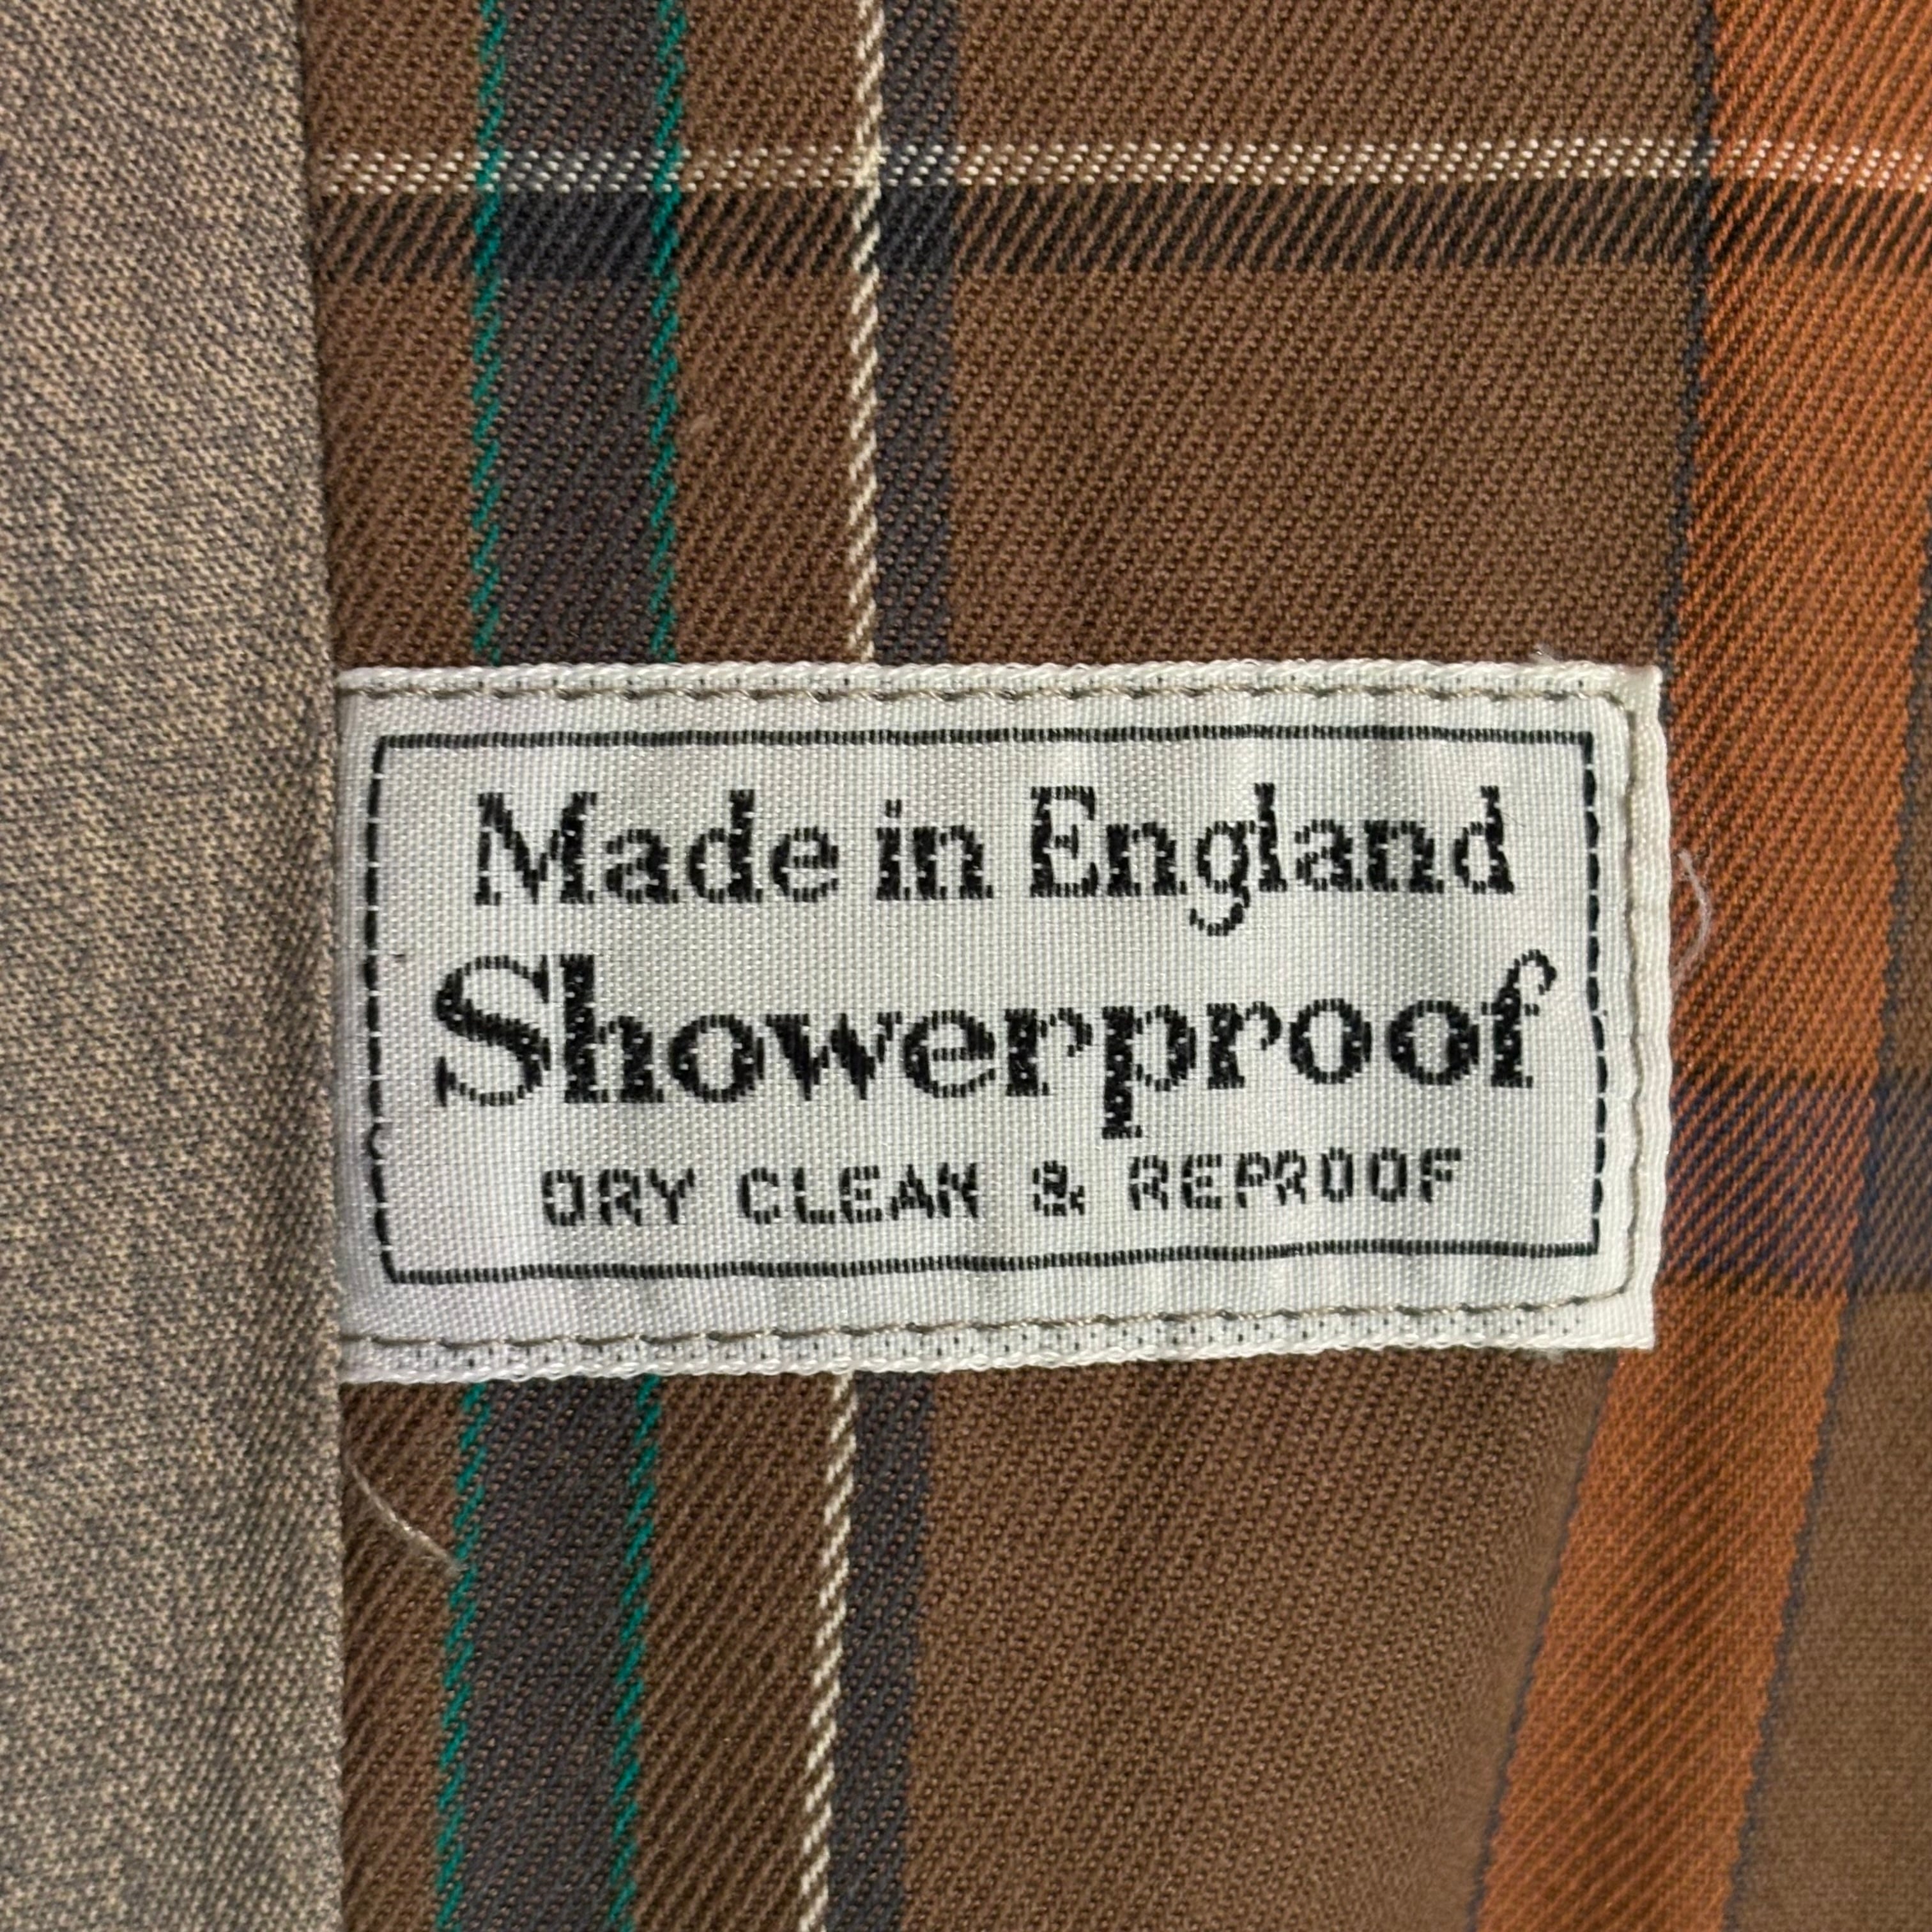 Made in England
Showerproof
DRY CLEAN & REPROOF